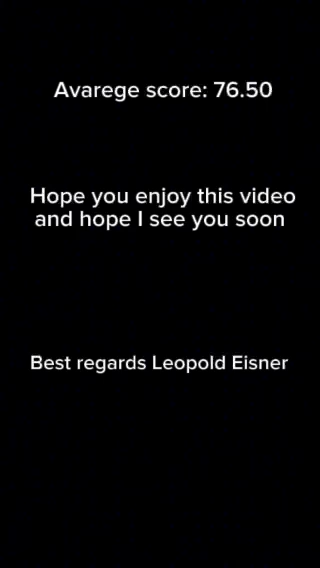 Avarege score: 76.50
Hope you enjoy this video
and hope I see you soon
Best regards Leopold Eisner